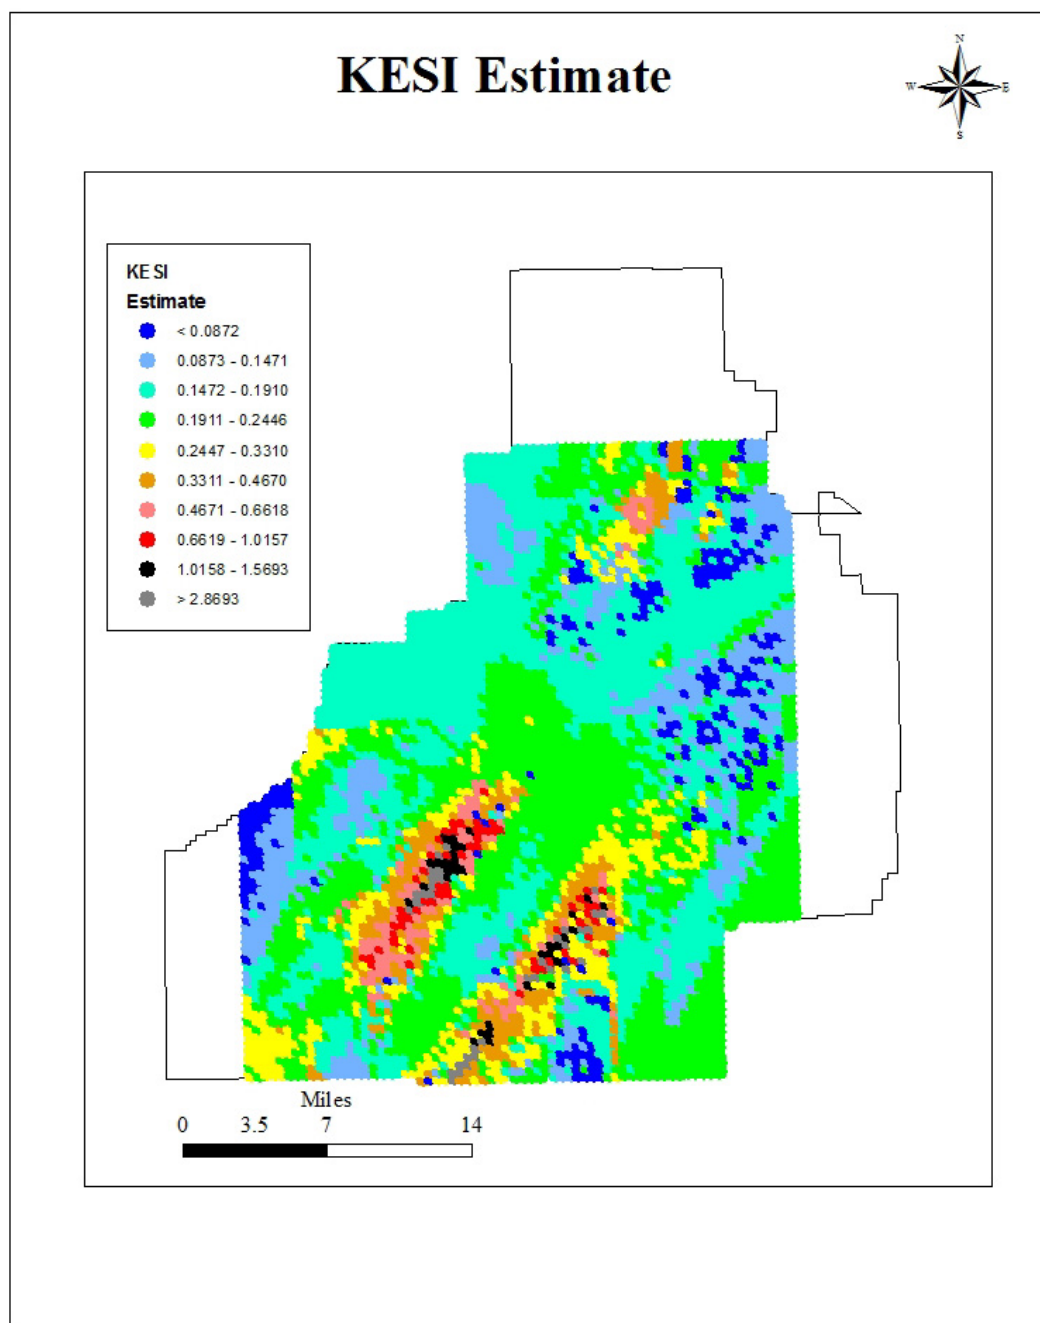 KESI Estimate
N
W E
S
KESI
Estimate
< 0.0872
0.0873 - 0.1471
0.1472 - 0.1910
0.1911 - 0.2446
0.2447 - 0.3310
0.3311 - 0.4670
0.4671 - 0.6618
0.6619 - 1.0157
1.0158 - 1.5693
> 2.8693
Miles
0 3.5 7 14